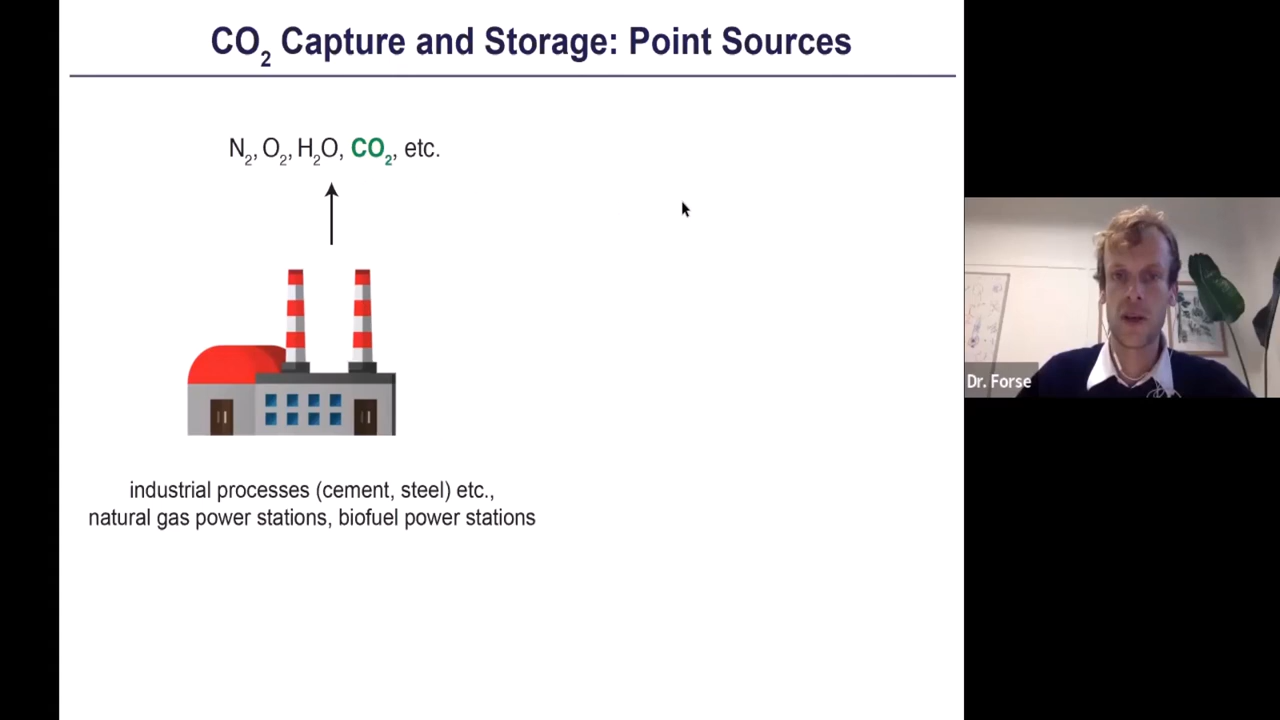 CO₂ Capture and Storage: Point Sources
N₂, O₂, H₂O, CO₂, etc.
industrial processes (cement, steel) etc.,
natural gas power stations, biofuel power stations
Dr. Forse